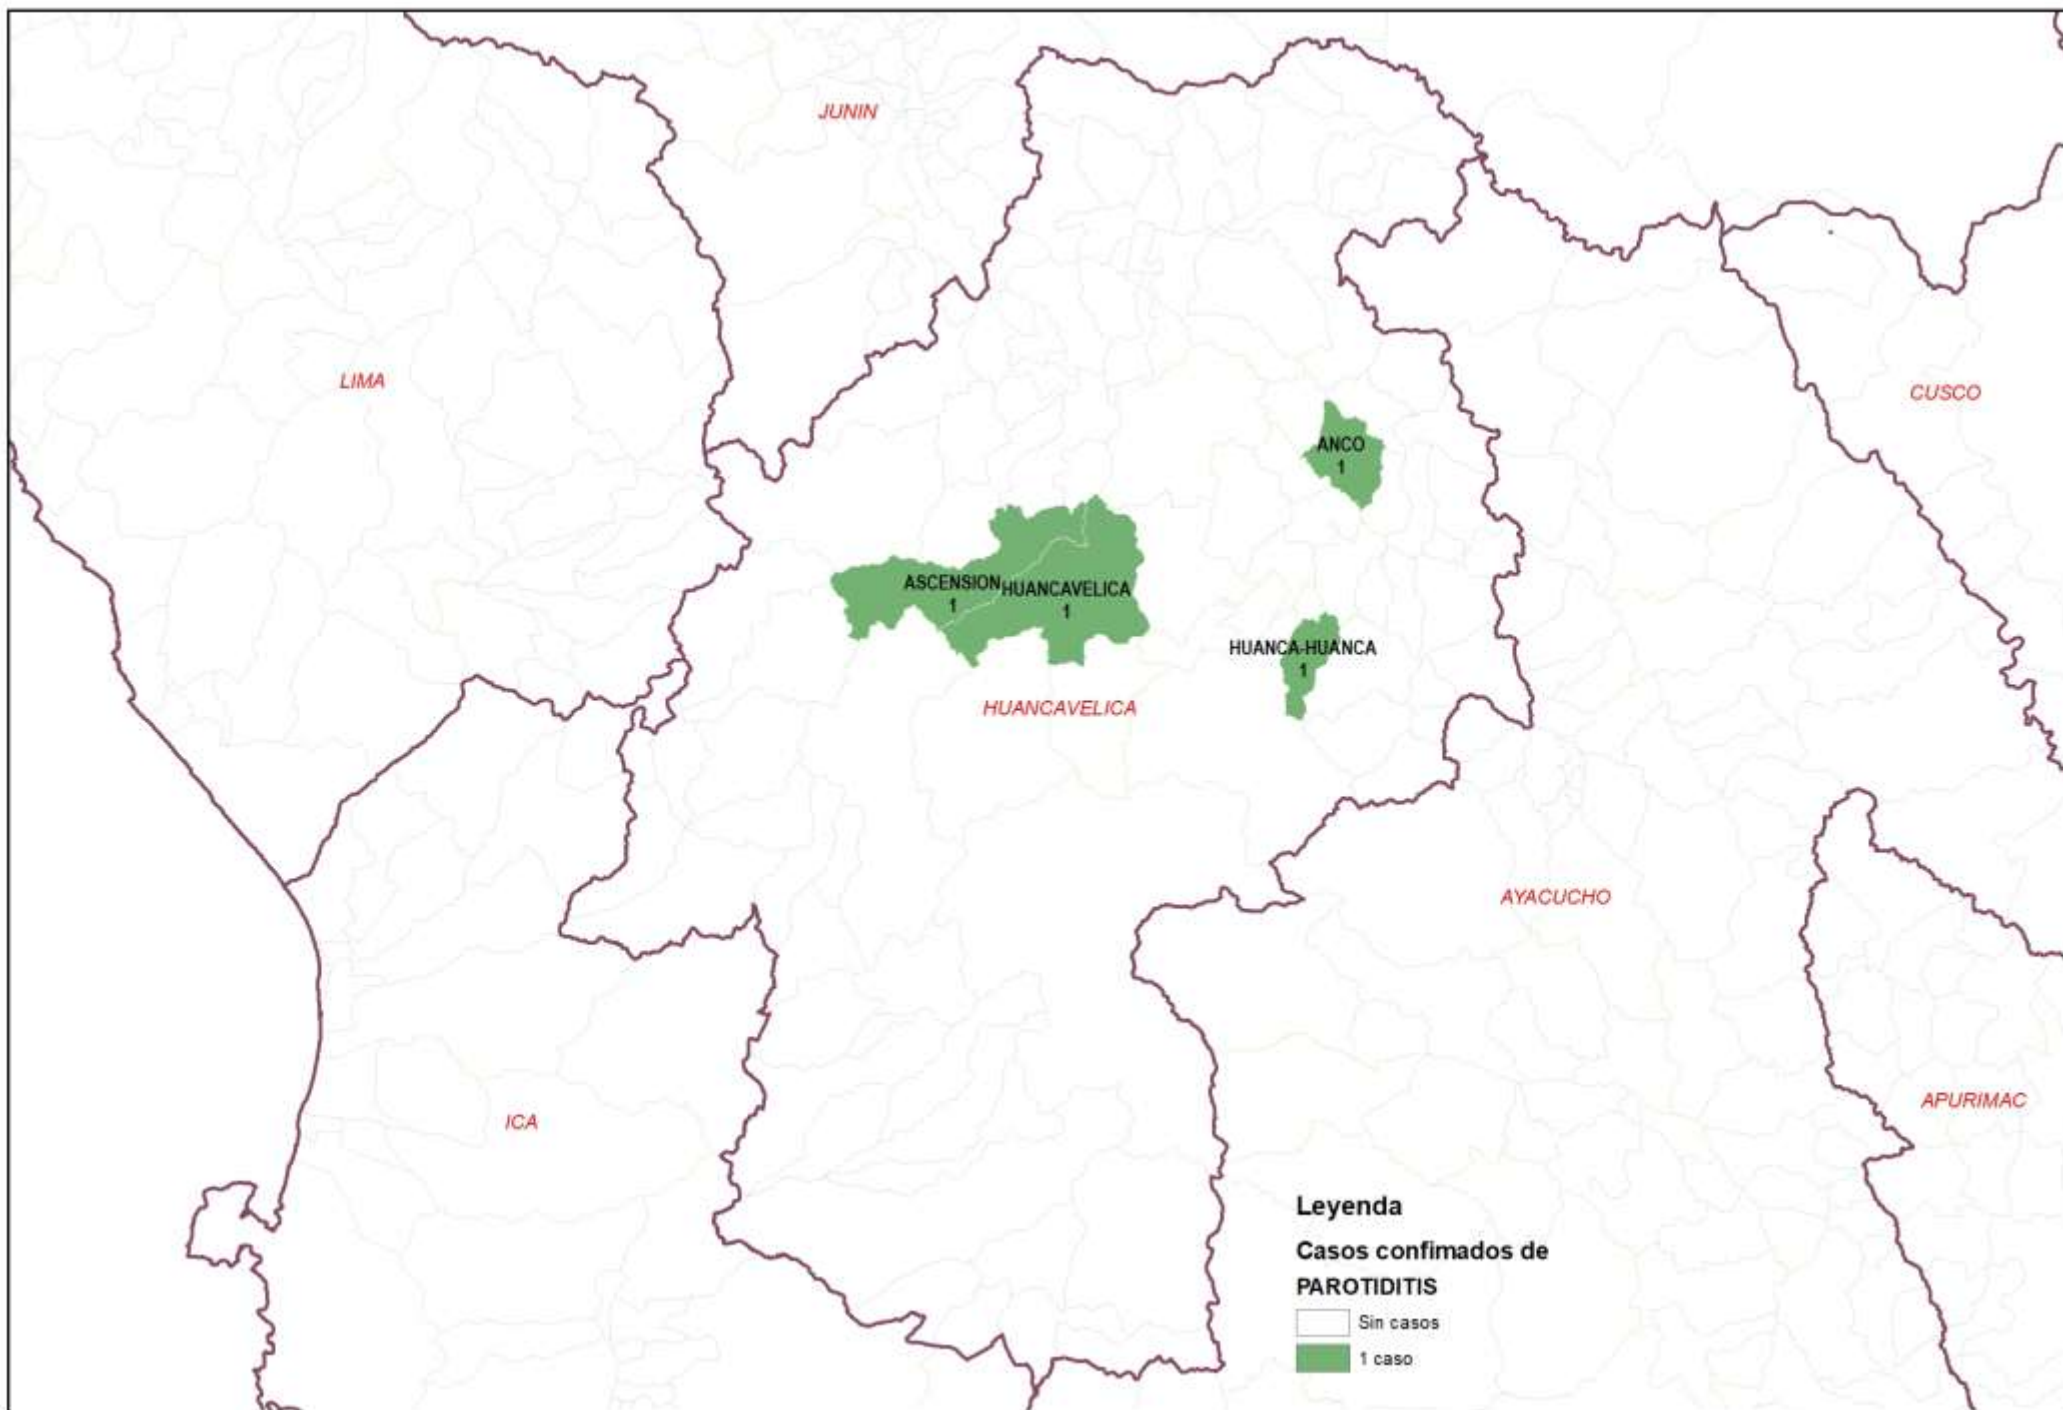 JUNIN
LIMA
CUSCO
ANCO
1
ASCENSION
1
HUANCAVELICA
1
HUANCA-HUANCA
1
HUANCAVELICA
AYACUCHO
APURIMAC
ICA
Leyenda
Casos confimados de
PAROTIDITIS
Sin casos
1 caso